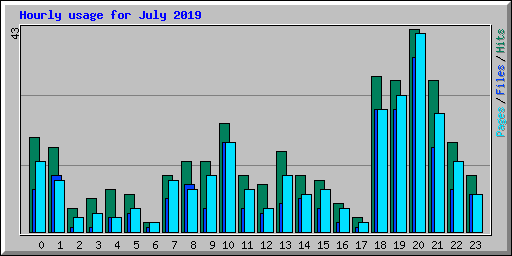 Hourly usage for July 2019
43
Pages / Files / Hits
0 1 2 3 4 5 6 7 8 9 10 11 12 13 14 15 16 17 18 19 20 21 22 23